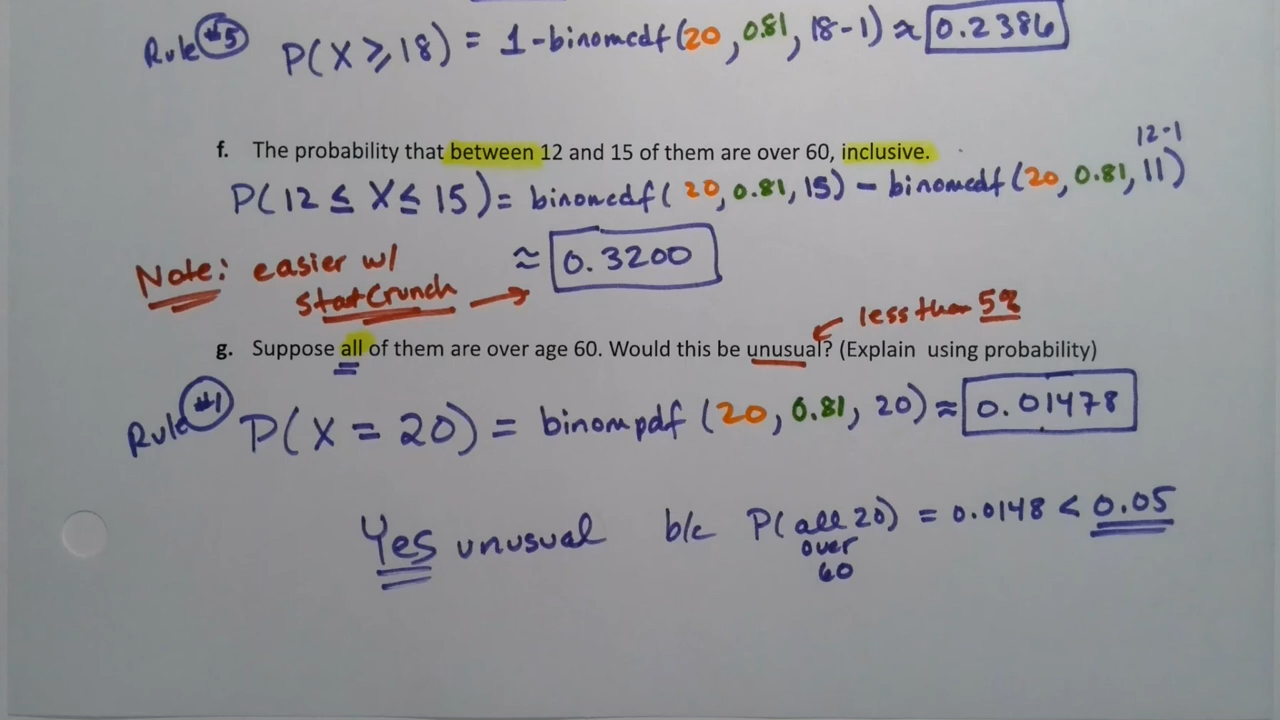 Rule #5 P(X ≥ 18) = 1-binomcdf(20, 0.81, 18-1) ≈ 0.2386
12-1
f. The probability that between 12 and 15 of them are over 60, inclusive.
P(12 ≤ X ≤ 15) = binomcdf(20, 0.81, 15) - binomcdf(20, 0.81, 11)
≈ 0.3200
Note: easier w/
StatCrunch →
less than 5%
g. Suppose all of them are over age 60. Would this be unusual? (Explain using probability)
Rule #1 P(X = 20) = binompdf (20, 0.81, 20) ≈ 0.01478
Yes unusual b/c P(all 20) = 0.0148 < 0.05
over
60